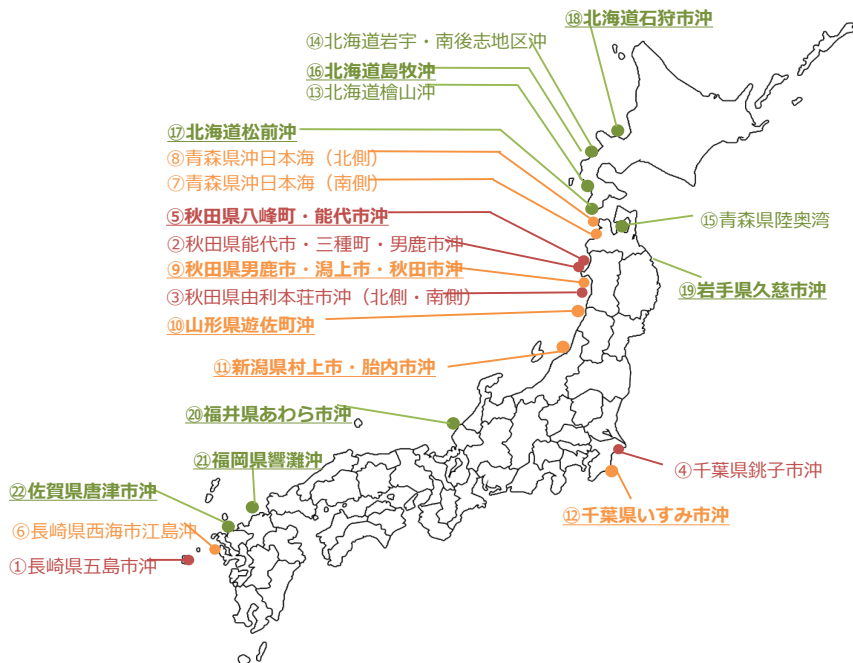 ⑱北海道石狩市沖
⑭北海道岩宇・南後志地区沖
⑯北海道島牧沖
⑬北海道檜山沖
⑰北海道松前沖
⑧青森県沖日本海（北側）
⑦青森県沖日本海（南側）
⑤秋田県八峰町・能代市沖
⑮青森県陸奥湾
②秋田県能代市・三種町・男鹿市沖
⑨秋田県男鹿市・潟上市・秋田市沖
⑲岩手県久慈市沖
③秋田県由利本荘市沖（北側・南側）
⑩山形県遊佐町沖
⑪新潟県村上市・胎内市沖
⑳福井県あわら市沖
㉑福岡県響灘沖
④千葉県銚子市沖
㉒佐賀県唐津市沖
⑫千葉県いすみ市沖
⑥長崎県西海市江島沖
①長崎県五島市沖